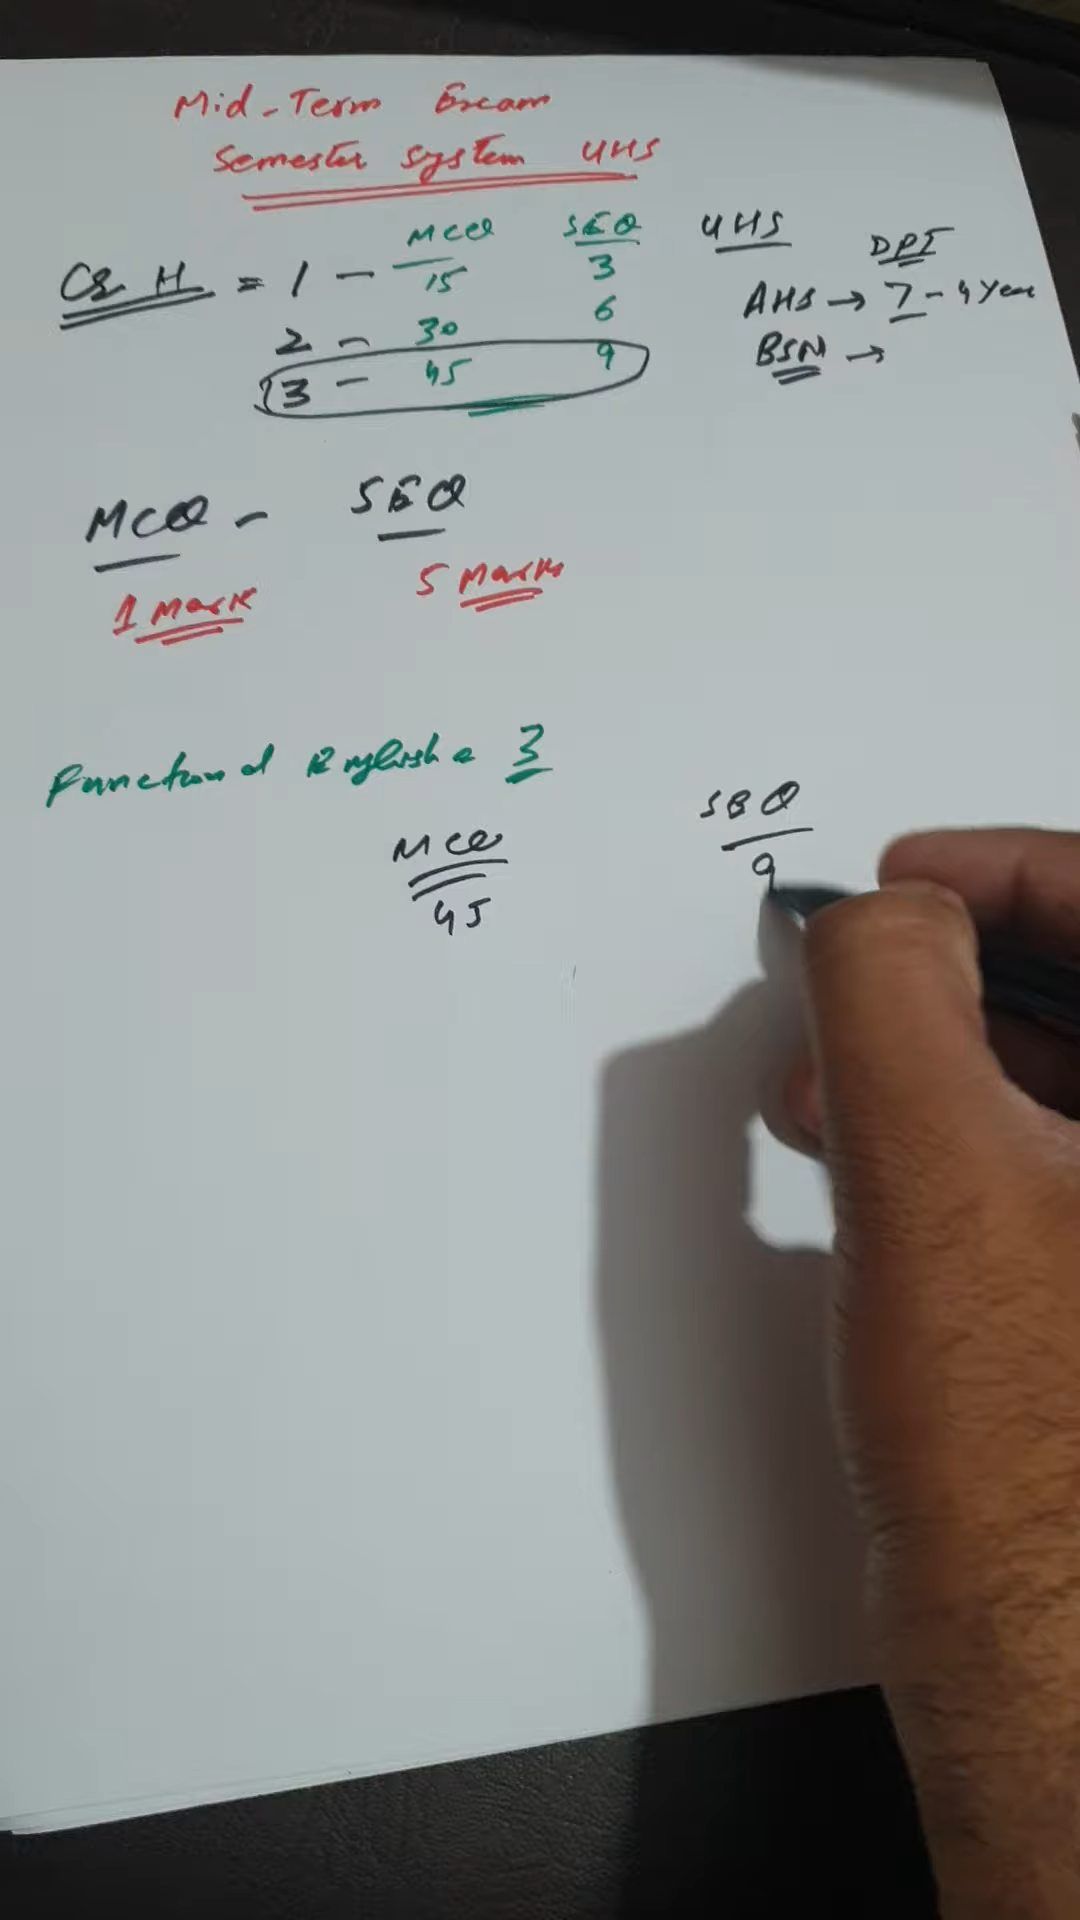 Mid-Term Exam
Semester system UHS
MCQ SEQ UHS DPT
Cr H = 1 - 15 3 AHS → 7 - 4 Year
2 - 30 6 BSN →
3 - 45 9
MCQ - SEQ
1 Mark 5 Marks
Functional English = 3
MCQ SEQ
45 9